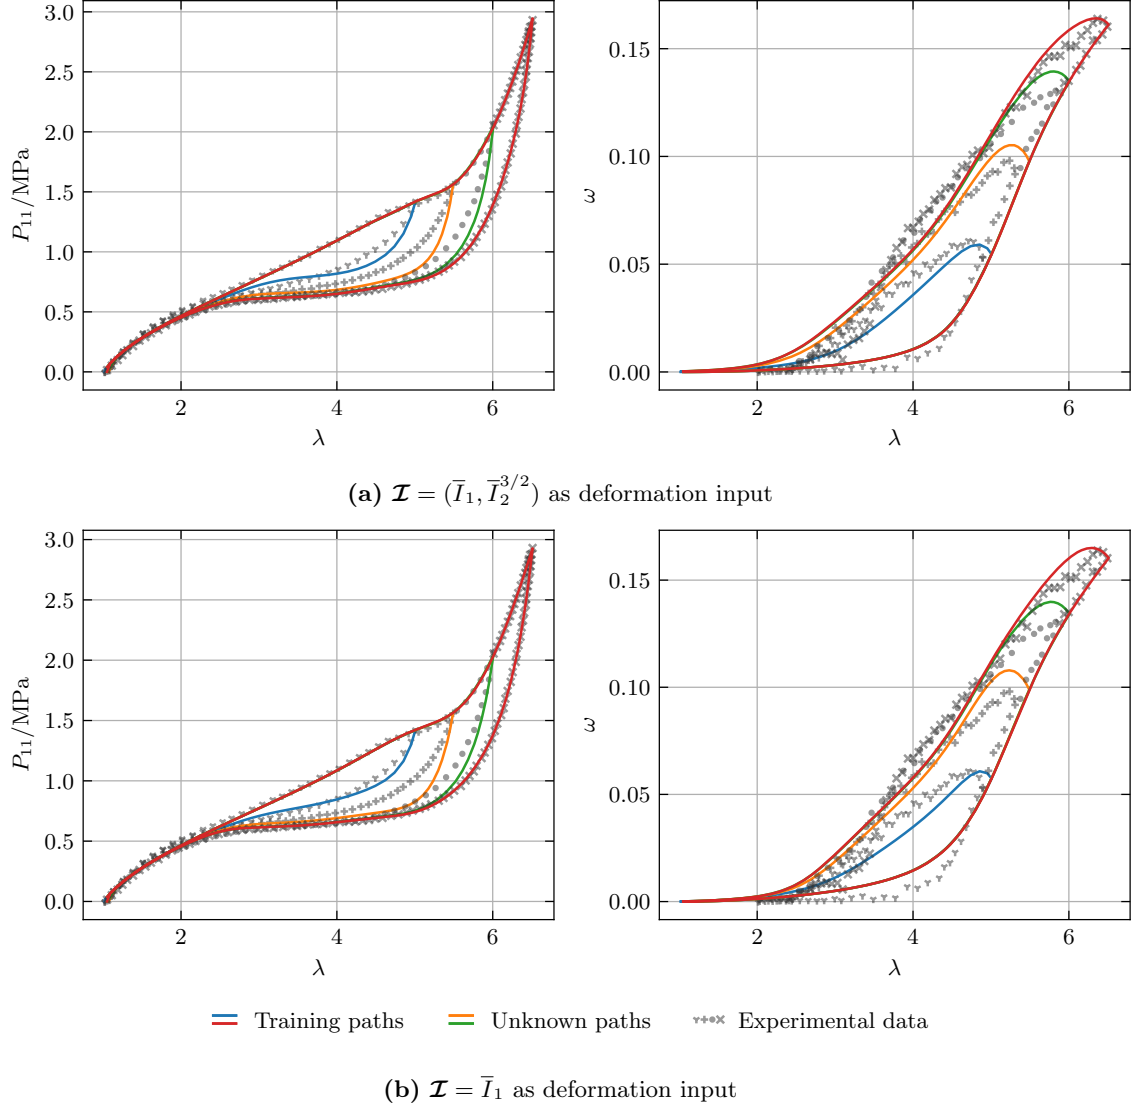 3.0
2.5
2.0
1.5
1.0
0.5
0.0
P₁₁/MPa
2 4 6
λ
0.15
0.10
0.05
0.00
ω
2 4 6
λ
(a) 𝓘 = (I̅₁, I̅₂^{3/2}) as deformation input
3.0
2.5
2.0
1.5
1.0
0.5
0.0
P₁₁/MPa
2 4 6
λ
0.15
0.10
0.05
0.00
ω
2 4 6
λ
Training paths Unknown paths Experimental data
(b) 𝓘 = I̅₁ as deformation input